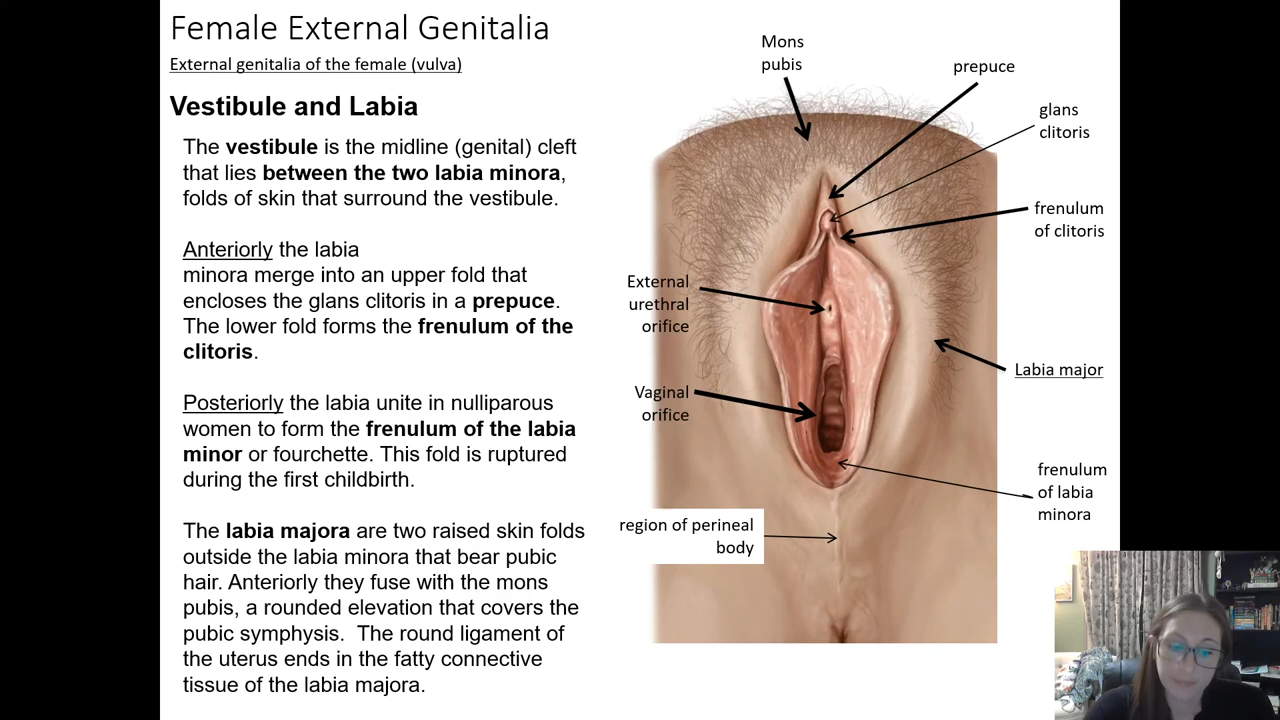 Female External Genitalia
External genitalia of the female (vulva)
Vestibule and Labia
The vestibule is the midline (genital) cleft
that lies between the two labia minora,
folds of skin that surround the vestibule.
Anteriorly the labia
minora merge into an upper fold that
encloses the glans clitoris in a prepuce.
The lower fold forms the frenulum of the
clitoris.
Posteriorly the labia unite in nulliparous
women to form the frenulum of the labia
minor or fourchette. This fold is ruptured
during the first childbirth.
The labia majora are two raised skin folds
outside the labia minora that bear pubic
hair. Anteriorly they fuse with the mons
pubis, a rounded elevation that covers the
pubic symphysis. The round ligament of
the uterus ends in the fatty connective
tissue of the labia majora.
Mons
pubis
prepuce
glans
clitoris
frenulum
of clitoris
External
urethral
orifice
Labia major
Vaginal
orifice
frenulum
of labia
minora
region of perineal
body